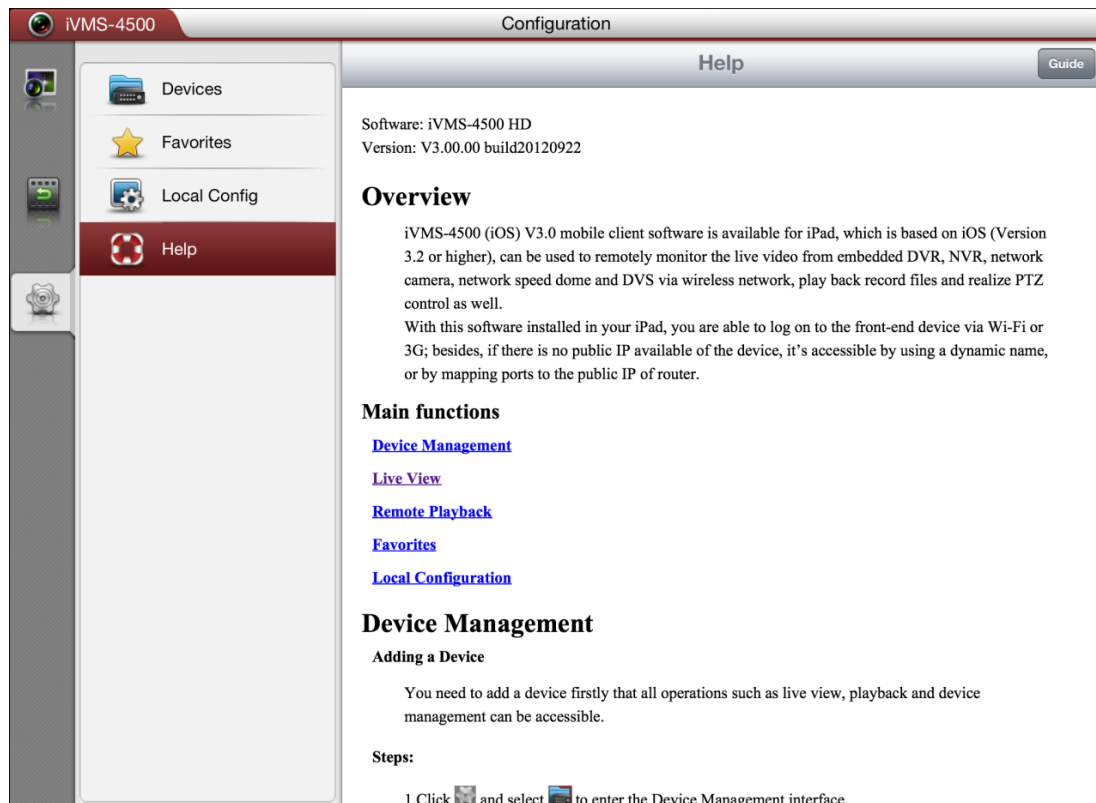 iVMS-4500
Configuration
Devices
Favorites
Local Config
Help
Help
Guide
Software: iVMS-4500 HD
Version: V3.00.00 build20120922
Overview
iVMS-4500 (iOS) V3.0 mobile client software is available for iPad, which is based on iOS (Version
3.2 or higher), can be used to remotely monitor the live video from embedded DVR, NVR, network
camera, network speed dome and DVS via wireless network, play back record files and realize PTZ
control as well.
With this software installed in your iPad, you are able to log on to the front-end device via Wi-Fi or
3G; besides, if there is no public IP available of the device, it’s accessible by using a dynamic name,
or by mapping ports to the public IP of router.
Main functions
Device Management
Live View
Remote Playback
Favorites
Local Configuration
Device Management
Adding a Device
You need to add a device firstly that all operations such as live view, playback and device
management can be accessible.
Steps:
1.Click and select to enter the Device Management interface.